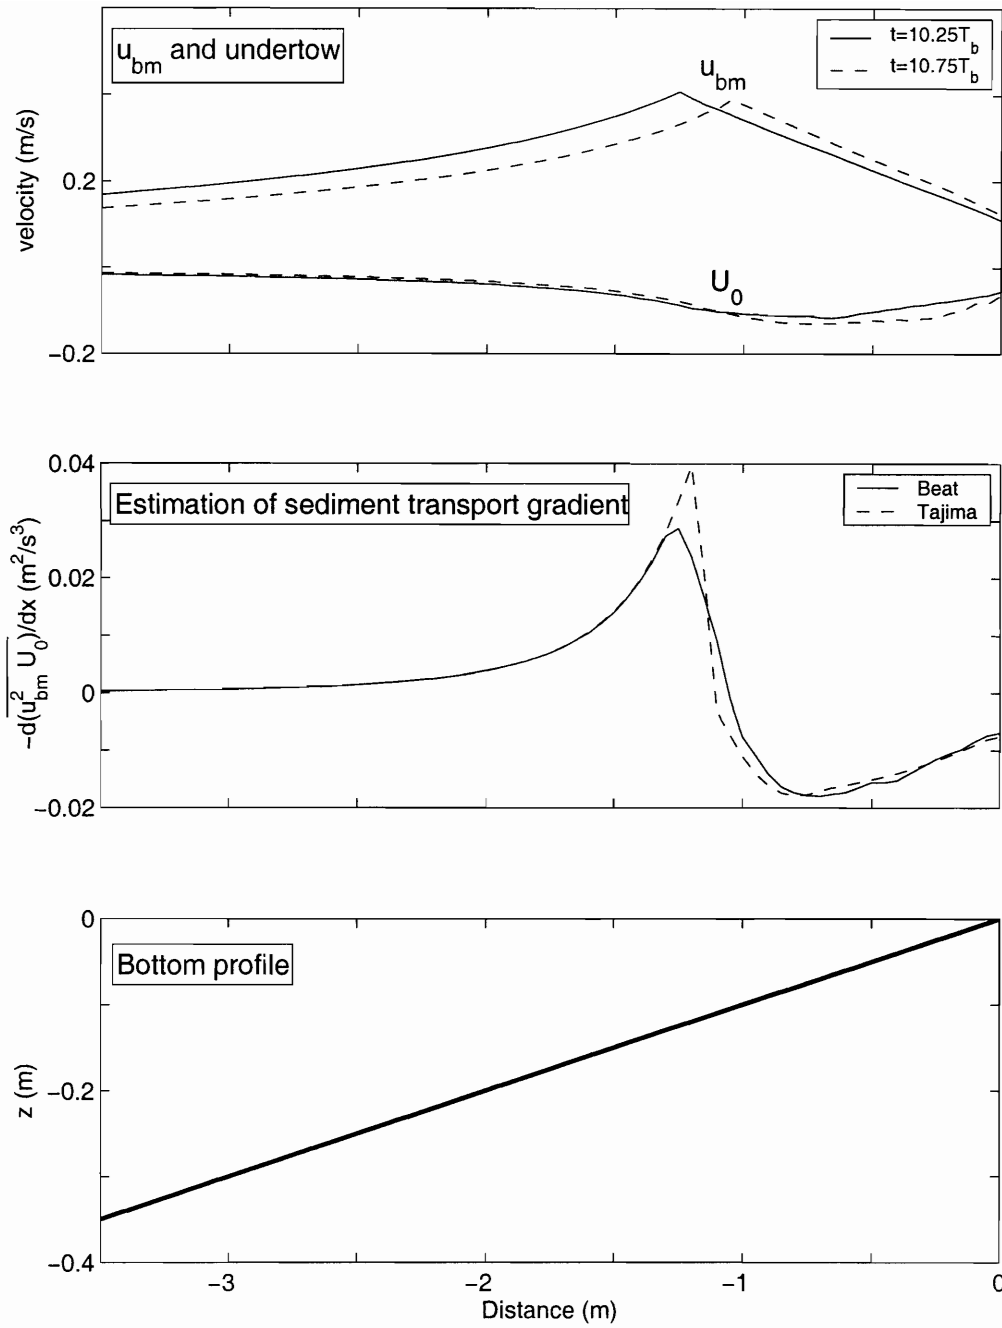 u_bm and undertow
t=10.25T_b
t=10.75T_b
u_bm
U_0
velocity (m/s)
0.2
−0.2
Estimation of sediment transport gradient
Beat
Tajima
−d(u²_bm U_0)/dx (m²/s³)
0.04
0.02
0
−0.02
Bottom profile
z (m)
0
−0.2
−0.4
−3
−2
−1
0
Distance (m)